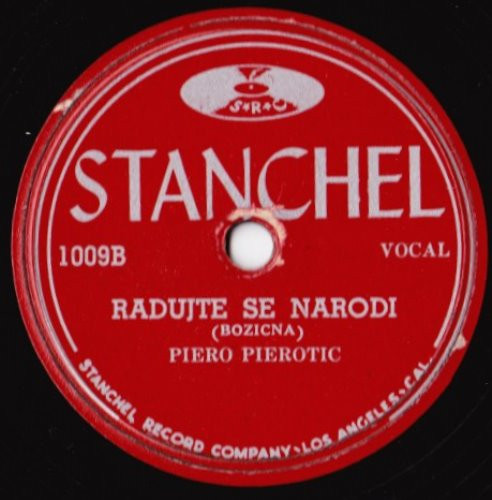 S★R★C
STANCHEL
1009B
VOCAL
RADUJTE SE NARODI
(BOZICNA)
PIERO PIEROTIC
STANCHEL RECORD COMPANY>LOS ANGELES>CAL.